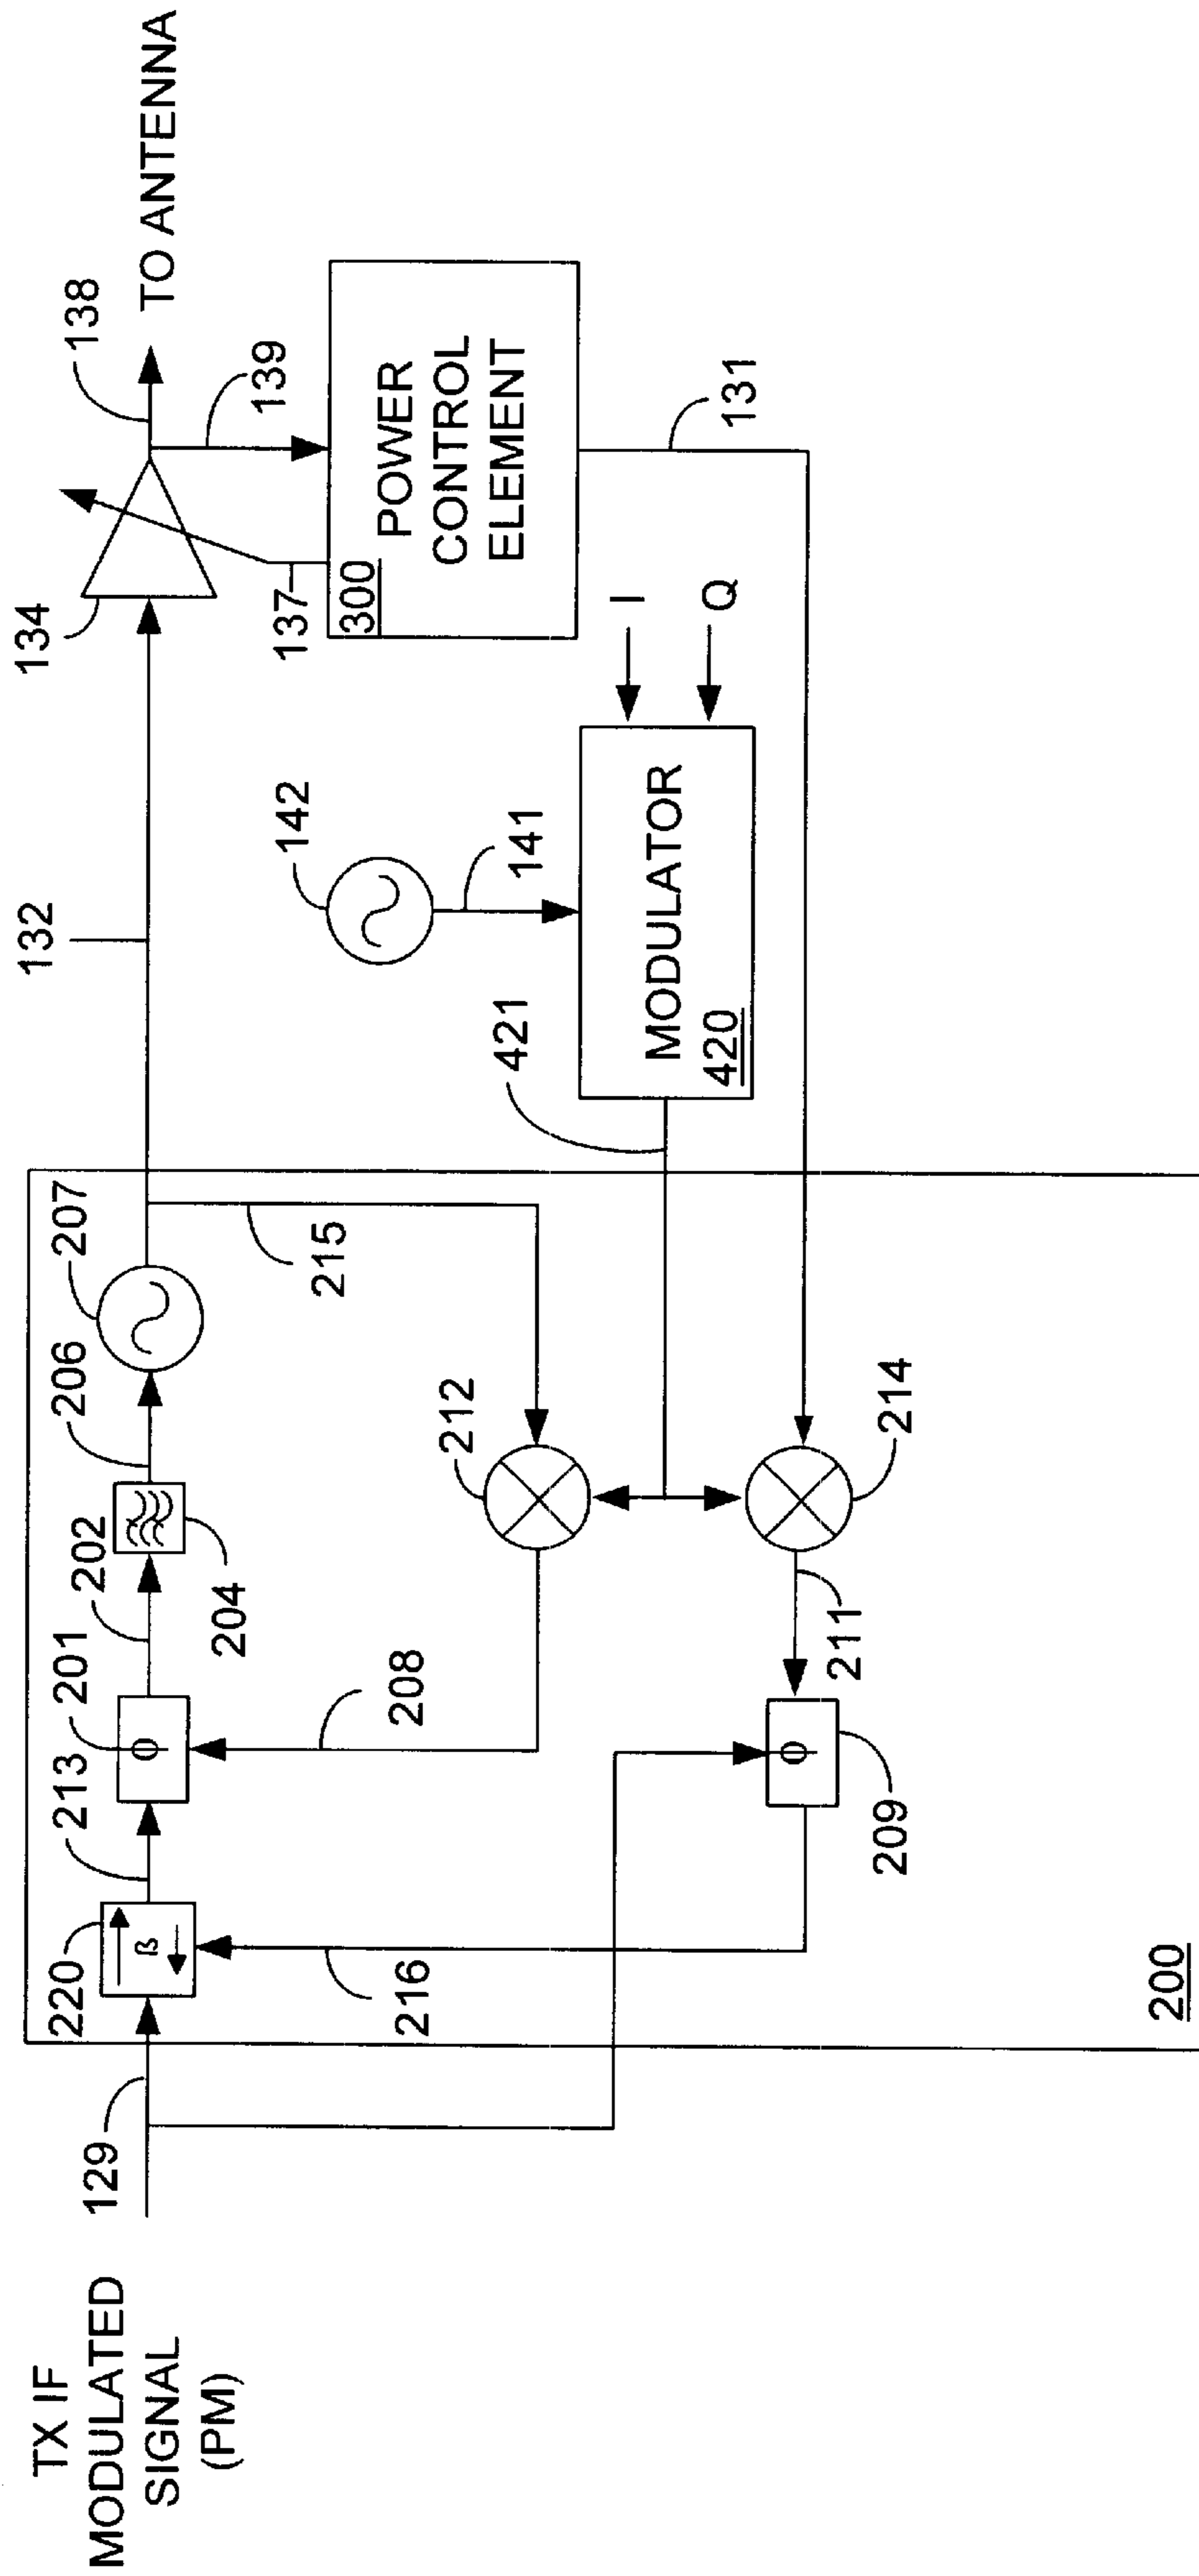 TX IF
MODULATED
SIGNAL
(PM)
129
220
ß
213
201
Φ
202
204
206
207
132
134
138
TO ANTENNA
139
137
300
POWER
CONTROL
ELEMENT
131
142
141
I
Q
MODULATOR
420
421
215
212
214
208
211
209
Φ
216
200